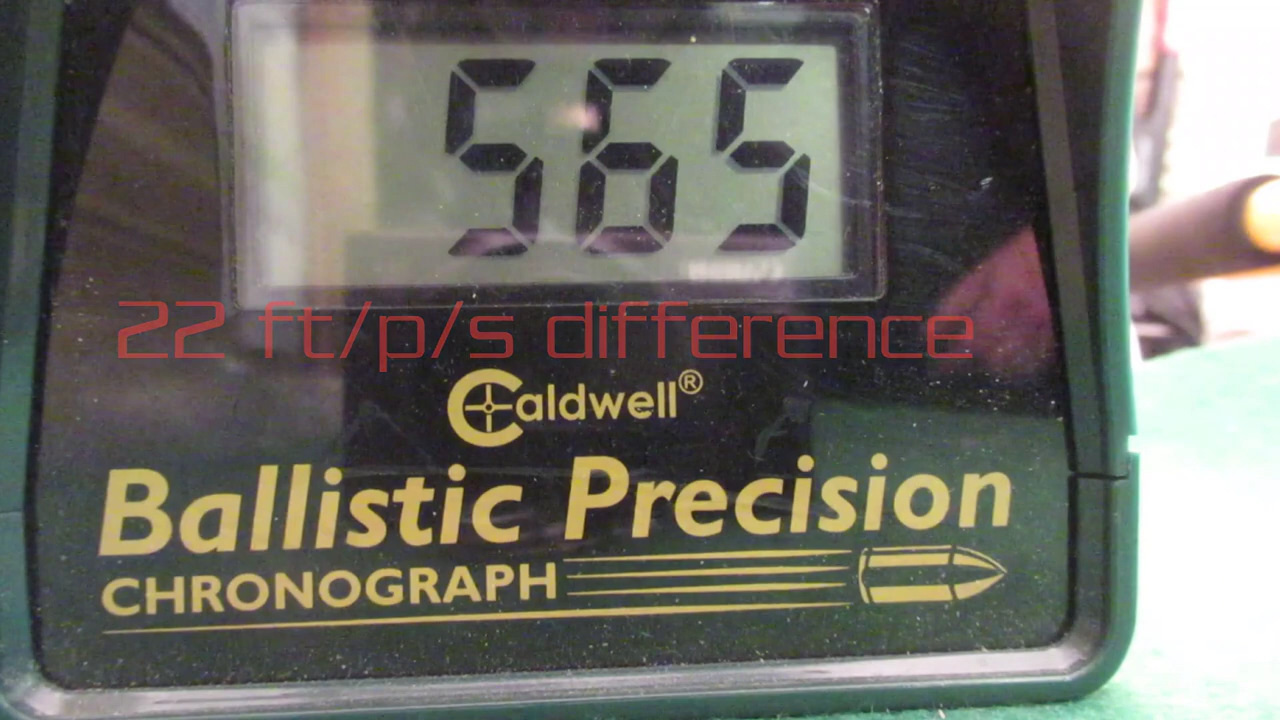 565
22 ft/p/s difference
Caldwell®
Ballistic Precision
CHRONOGRAPH